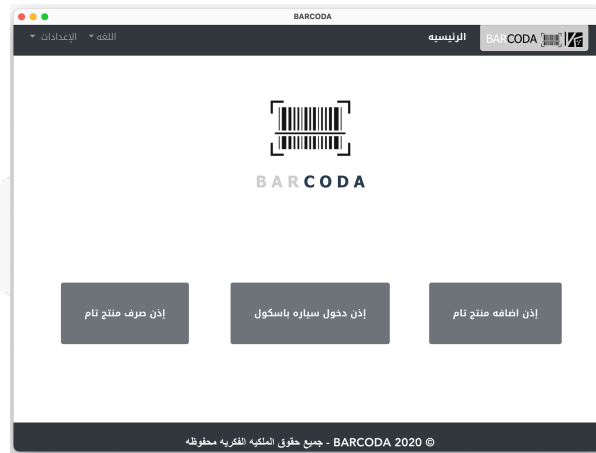 BARCODA
BARCODA الرئيسيه اللغه الإعدادات
BARCODA
إذن اضافه منتج تام
إذن دخول سياره باسكول
إذن صرف منتج تام
© BARCODA 2020 - جميع حقوق الملكيه الفكريه محفوظه